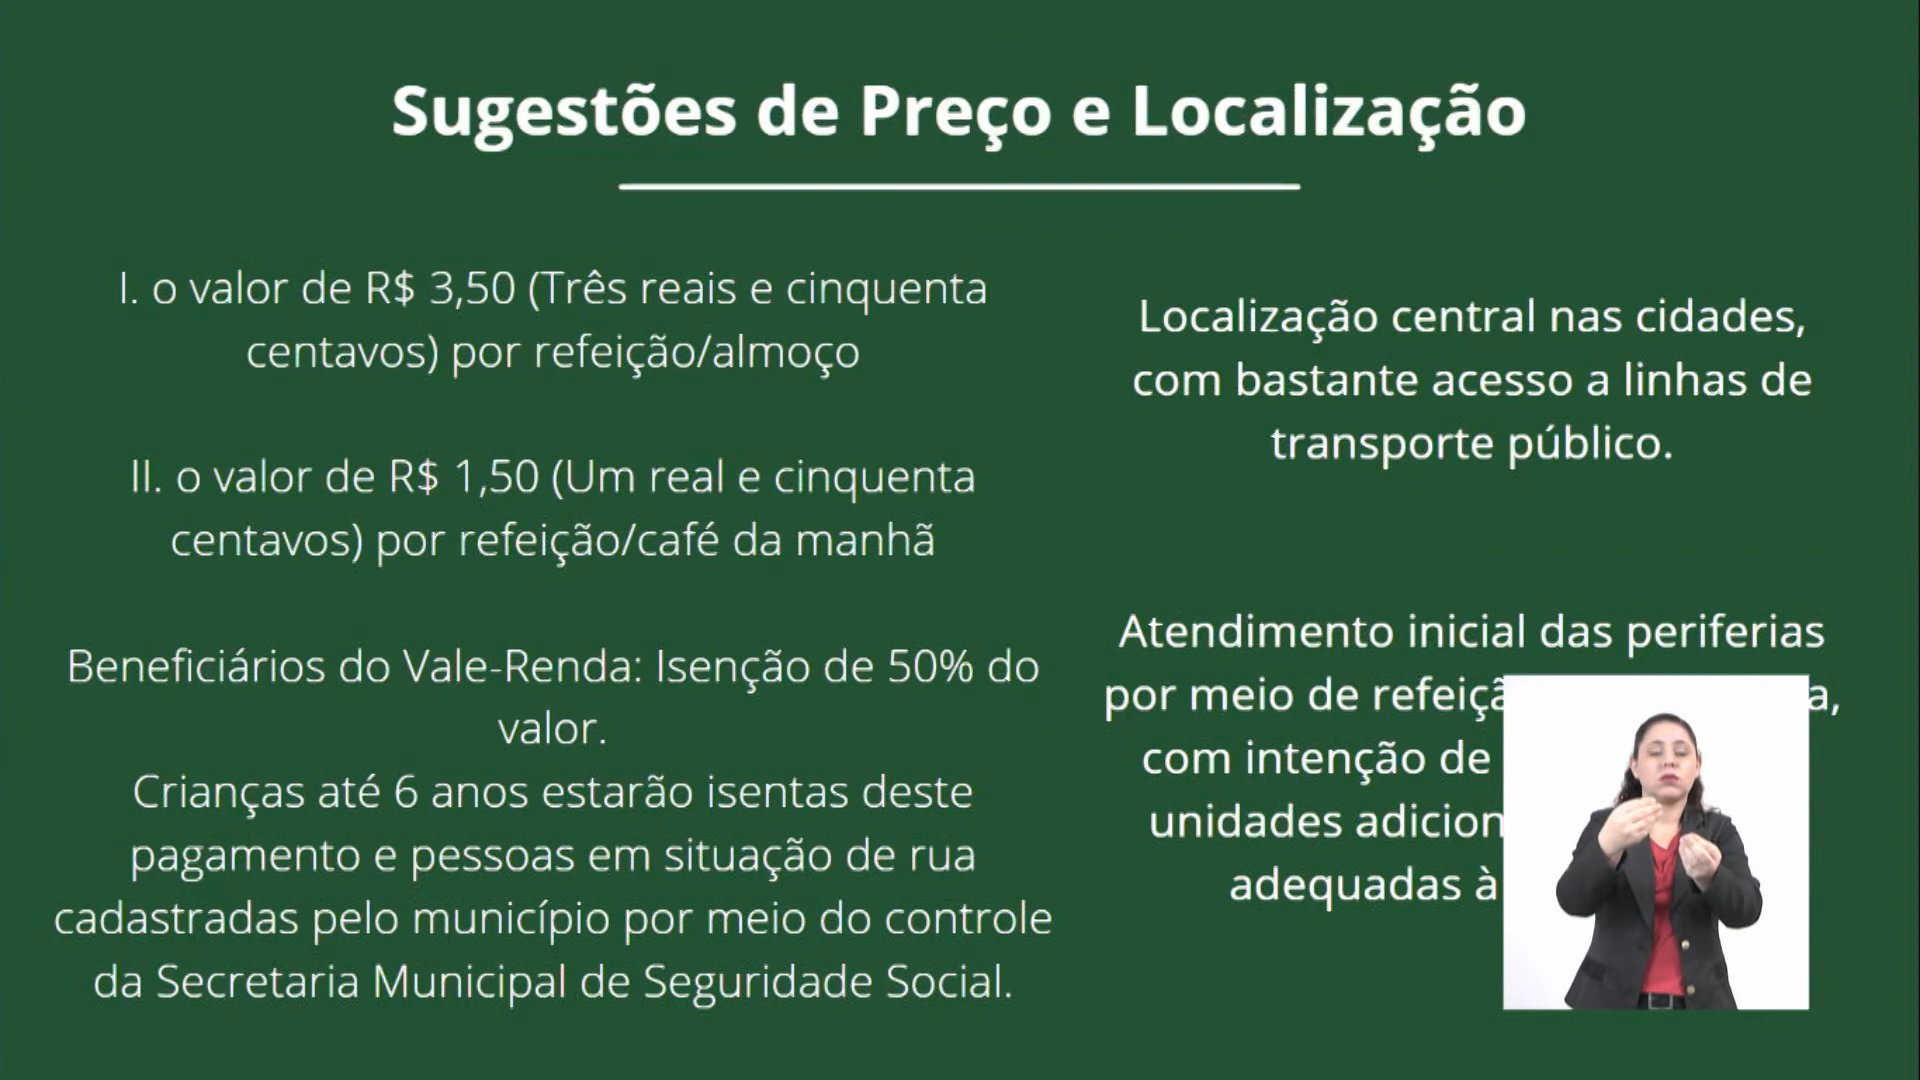 Sugestões de Preço e Localização
I. o valor de R$ 3,50 (Três reais e cinquenta
centavos) por refeição/almoço
II. o valor de R$ 1,50 (Um real e cinquenta
centavos) por refeição/café da manhã
Beneficiários do Vale-Renda: Isenção de 50% do
valor.
Crianças até 6 anos estarão isentas deste
pagamento e pessoas em situação de rua
cadastradas pelo município por meio do controle
da Secretaria Municipal de Seguridade Social.
Localização central nas cidades,
com bastante acesso a linhas de
transporte público.
Atendimento inicial das periferias
por meio de
com intenção de
unidades
adequadas à